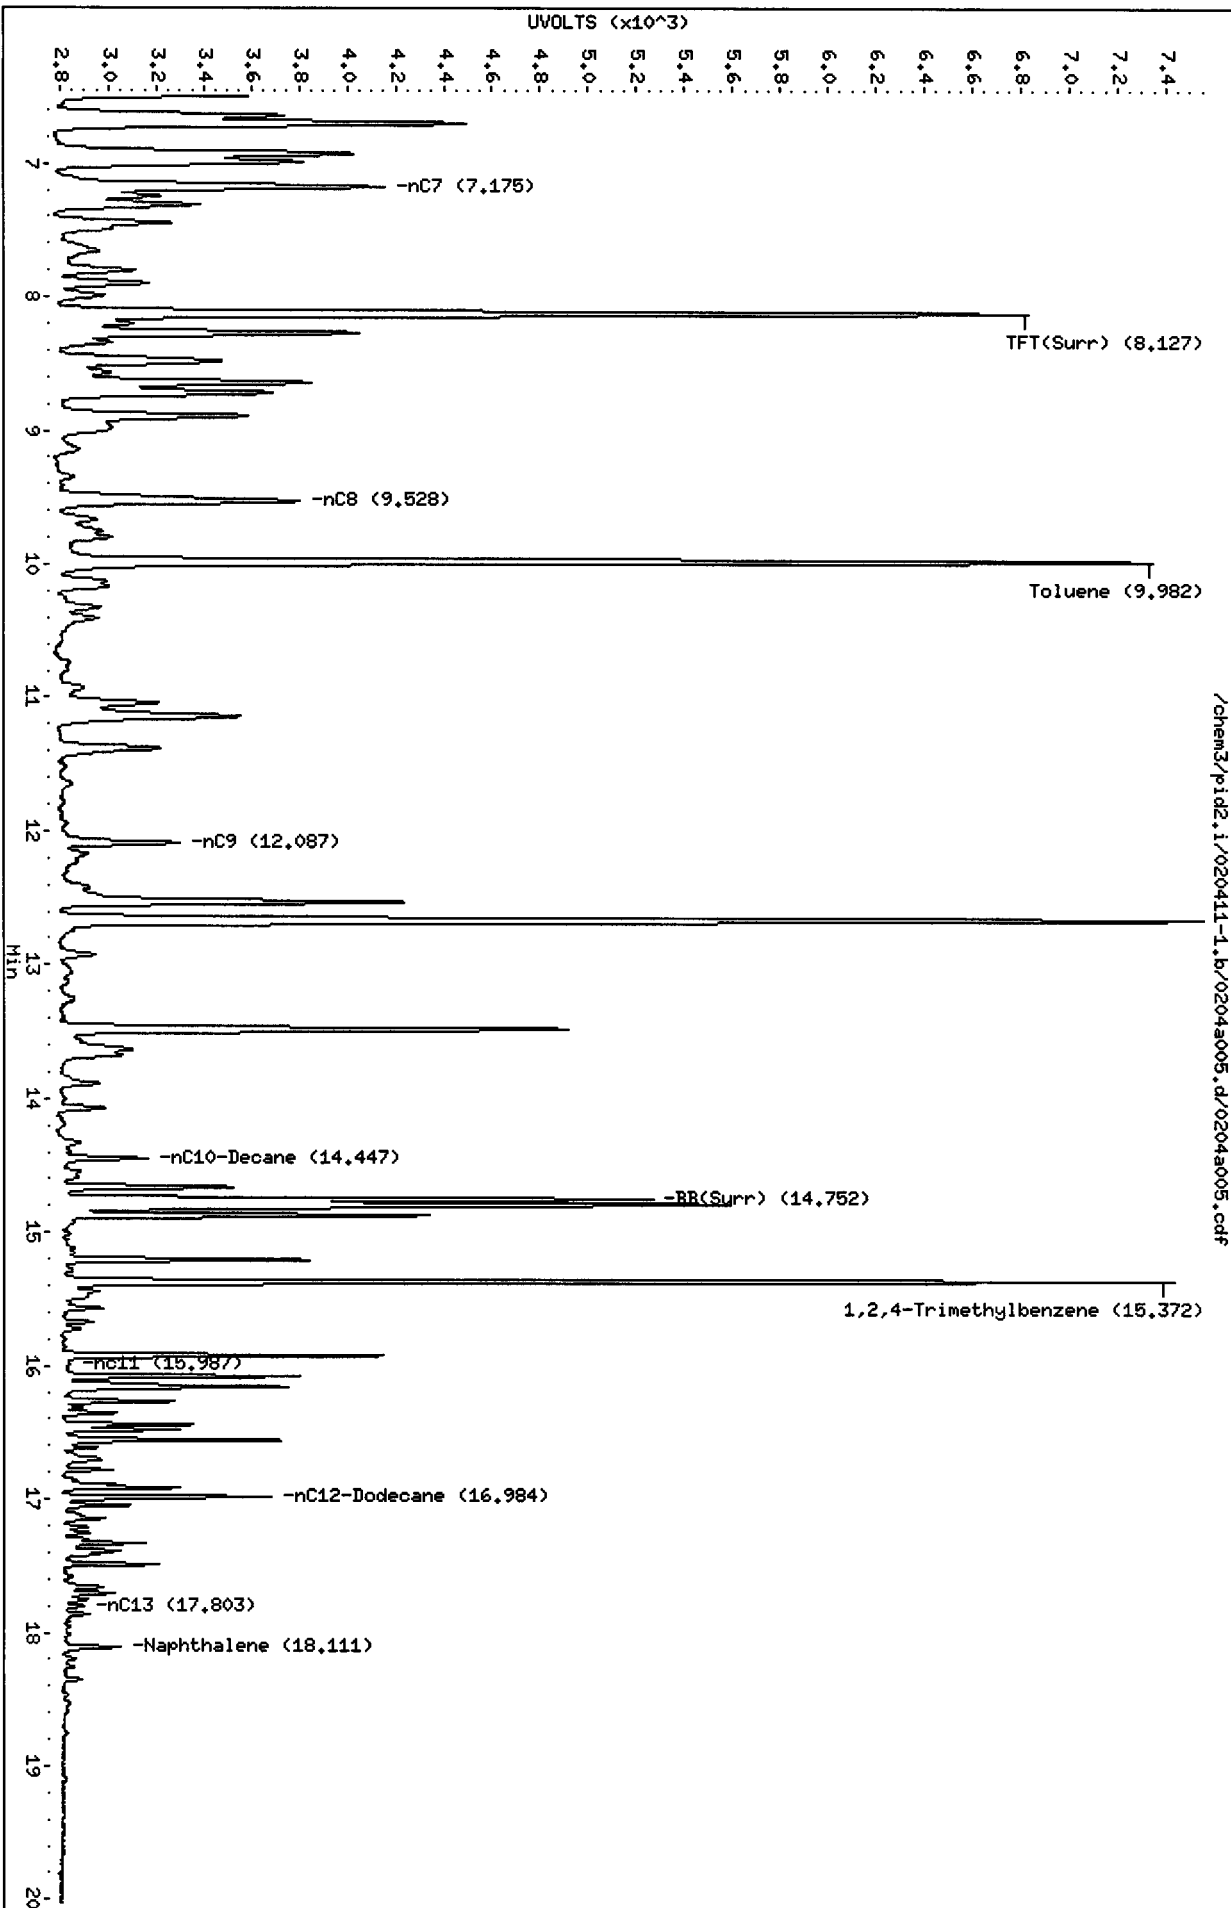 /chem3/pid2.i/020411-1.b/0204a005.d/0204a005.cdf
UVOLTS (x10^3)
2.8
3.0
3.2
3.4
3.6
3.8
4.0
4.2
4.4
4.6
4.8
5.0
5.2
5.4
5.6
5.8
6.0
6.2
6.4
6.6
6.8
7.0
7.2
7.4
-nC7 (7.175)
TFT(Surr) (8.127)
-nC8 (9.528)
Toluene (9.982)
-nC9 (12.087)
-nC10-Decane (14.447)
-BB(Surr) (14.752)
1,2,4-Trimethylbenzene (15.372)
-nc11 (15.987)
-nC12-Dodecane (16.984)
-nC13 (17.803)
-Naphthalene (18.111)
7
8
9
10
11
12
13
14
15
16
17
18
19
20
Min